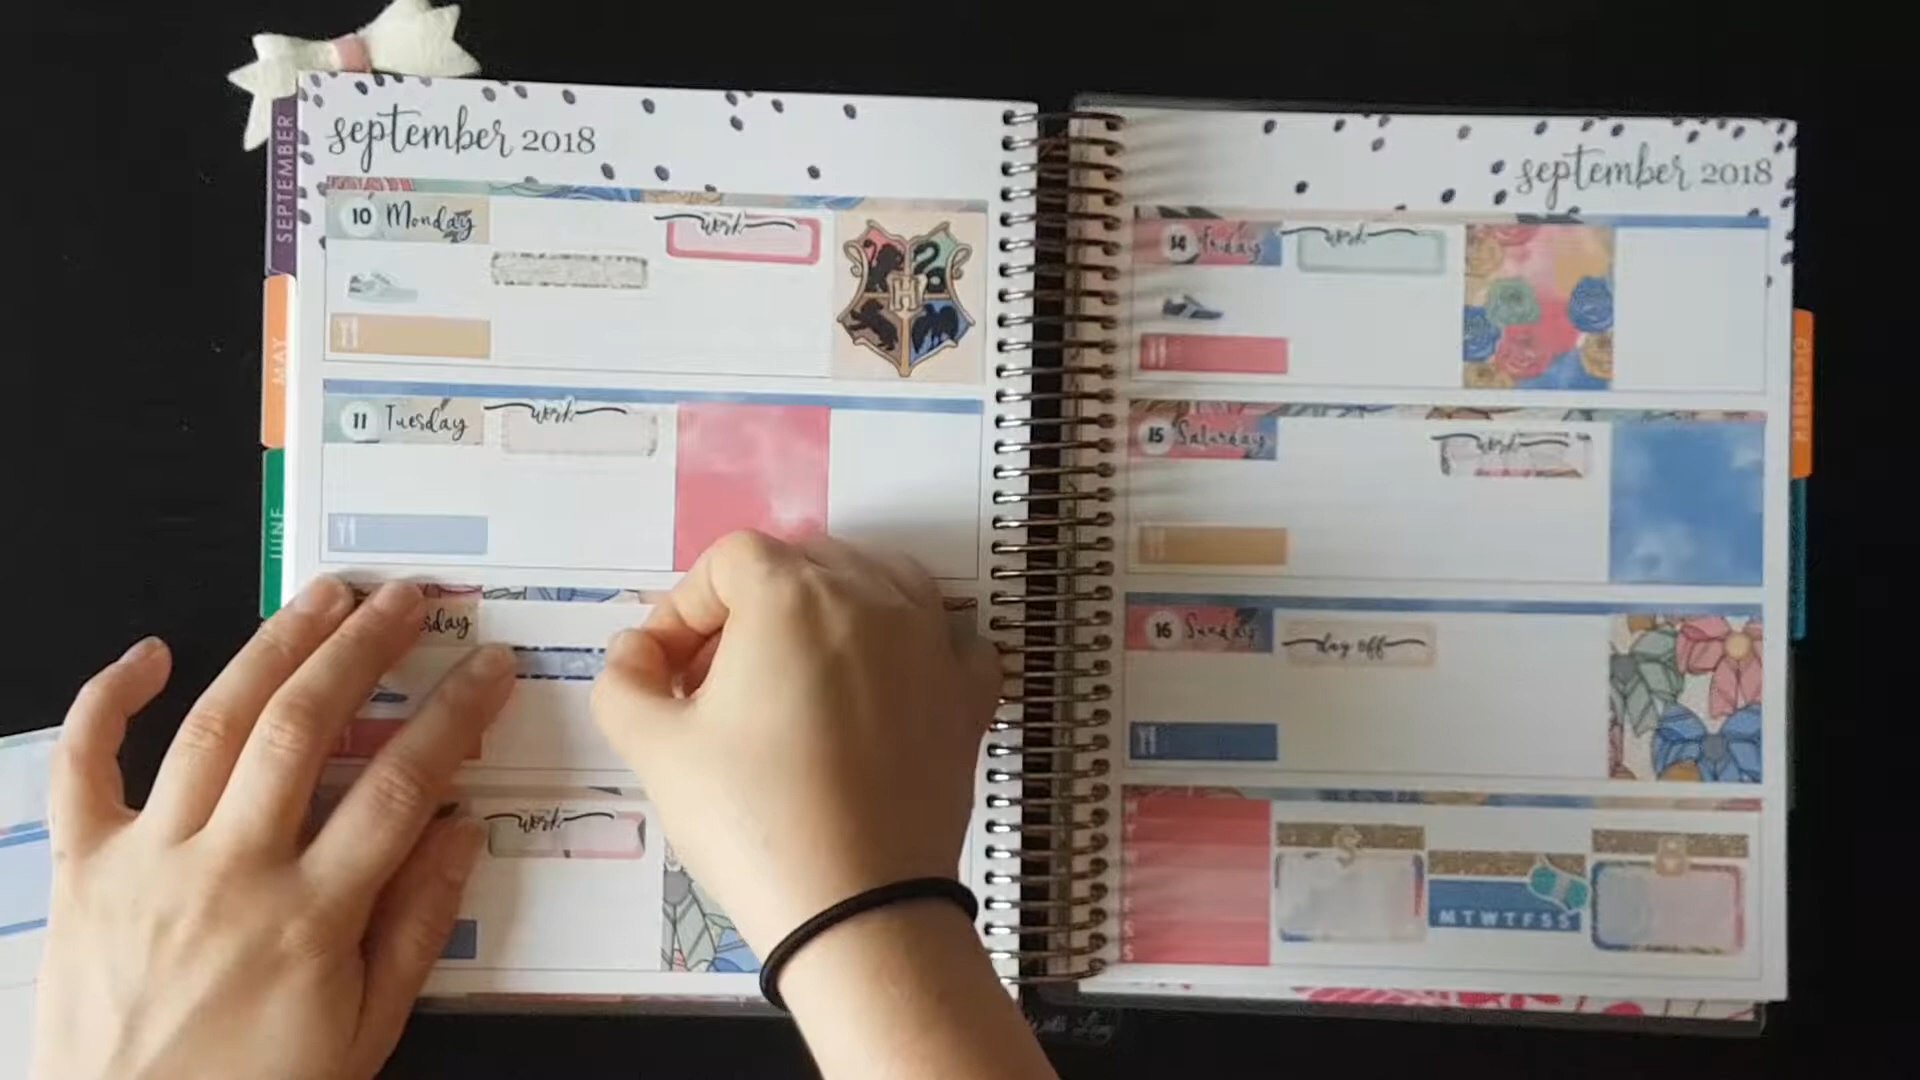 september 2018
september 2018
SEPTEMBER
MAY
JUNE
10 Monday
work
H
11 Tuesday
work
work
14 Friday
work
15 Saturday
work
16 Sunday
day off
$
MTWTFSS
OCTOBER